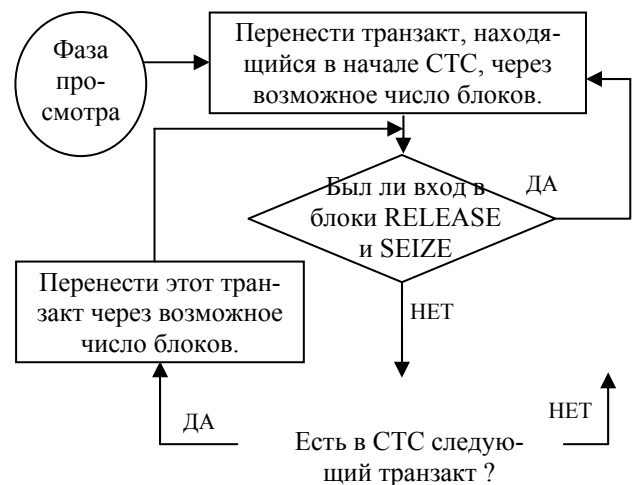 Фаза
про-
смотра
Перенести транзакт, находя-
щийся в начале СТС, через
возможное число блоков.
Был ли вход в
блоки RELEASE
и SEIZE
ДА
Перенести этот тран-
закт через возможное
число блоков.
НЕТ
ДА
НЕТ
Есть в СТС следую-
щий транзакт ?